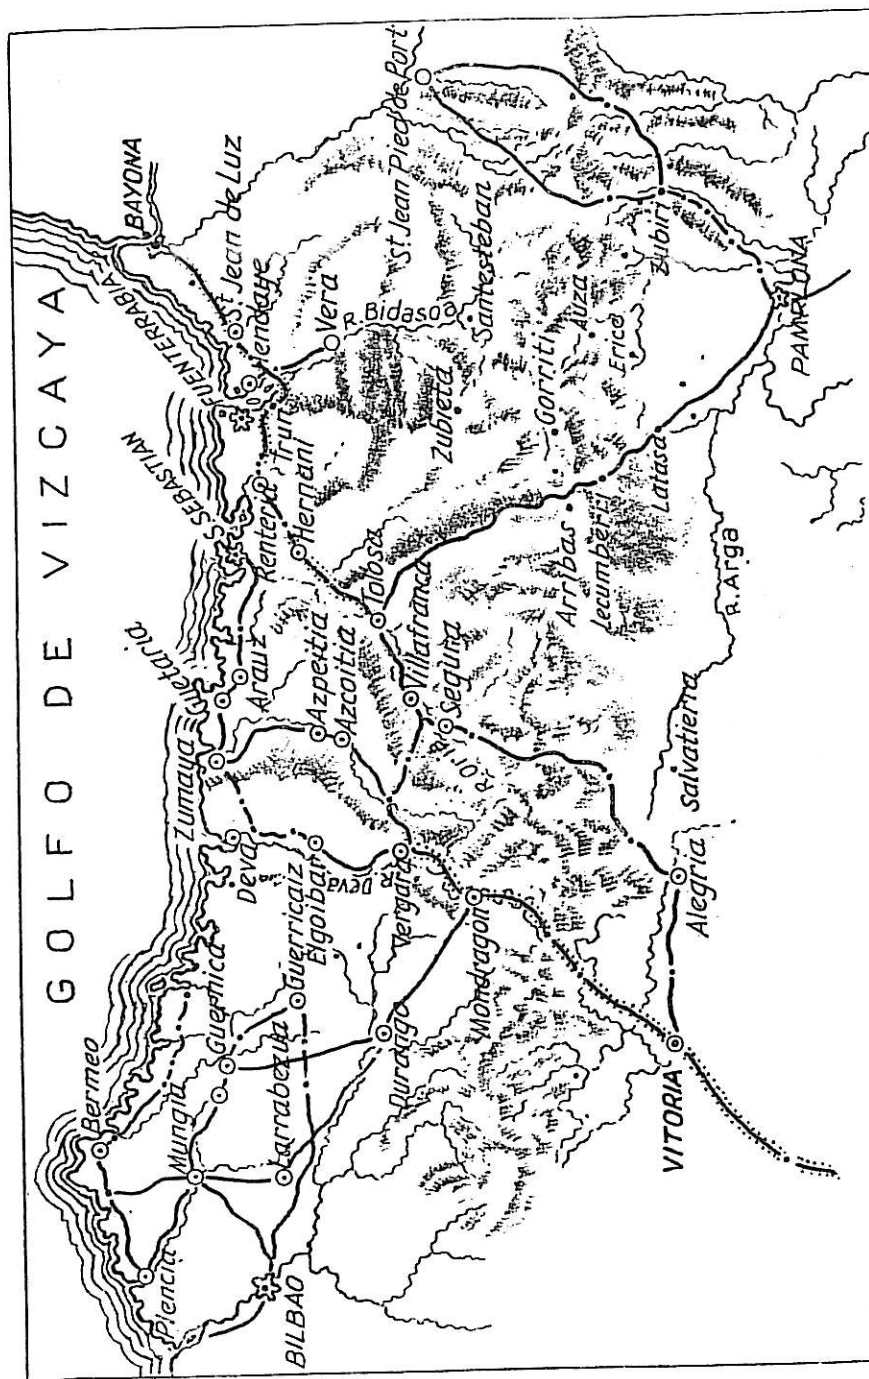 GOLFO DE VIZCAYA
Bermeo
Plencia
Mungia
Guernica
Larrabezua
Guerricaiz
BILBAO
Durango
Elgoibar
Deva
Zumaya
Guetaria
Arauz
S. SEBASTIAN
FUENTERRABIA
BAYONA
St Jean de Luz
Hendaye
Irun
Renteria
Hernani
Vera
R. Bidasoa
Azpeitia
Azcoitia
Tolosa
R. Deva
Vergara
Villafranca
Segura
R. Oria
Mondragon
Zubieta
Santesteban
St Jean Pied de Port
Gorriti
Auza
Errice
Zubiri
Arribas
Lecumberri
Latasa
PAMPLONA
R. Arga
Salvatierra
Alegria
VITORIA